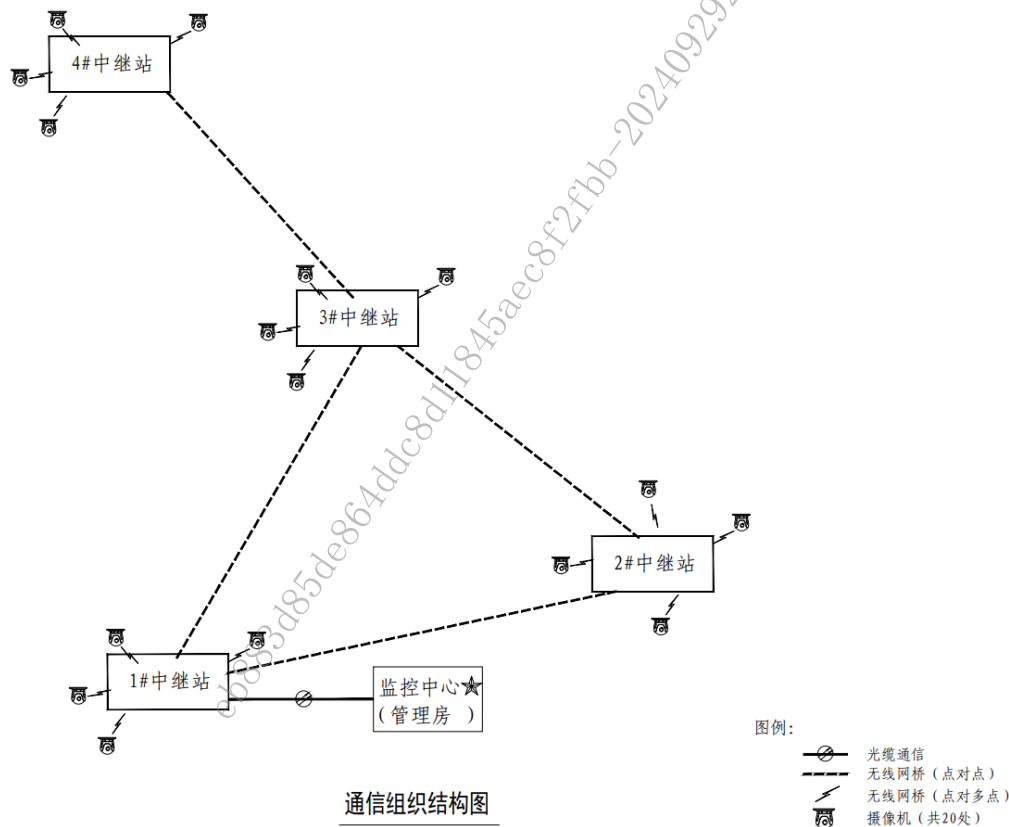 4#中继站
3#中继站
2#中继站
1#中继站
监控中心
(管理房 )
通信组织结构图
图例:
光缆通信
无线网桥(点对点)
无线网桥(点对多点)
摄像机(共20处)